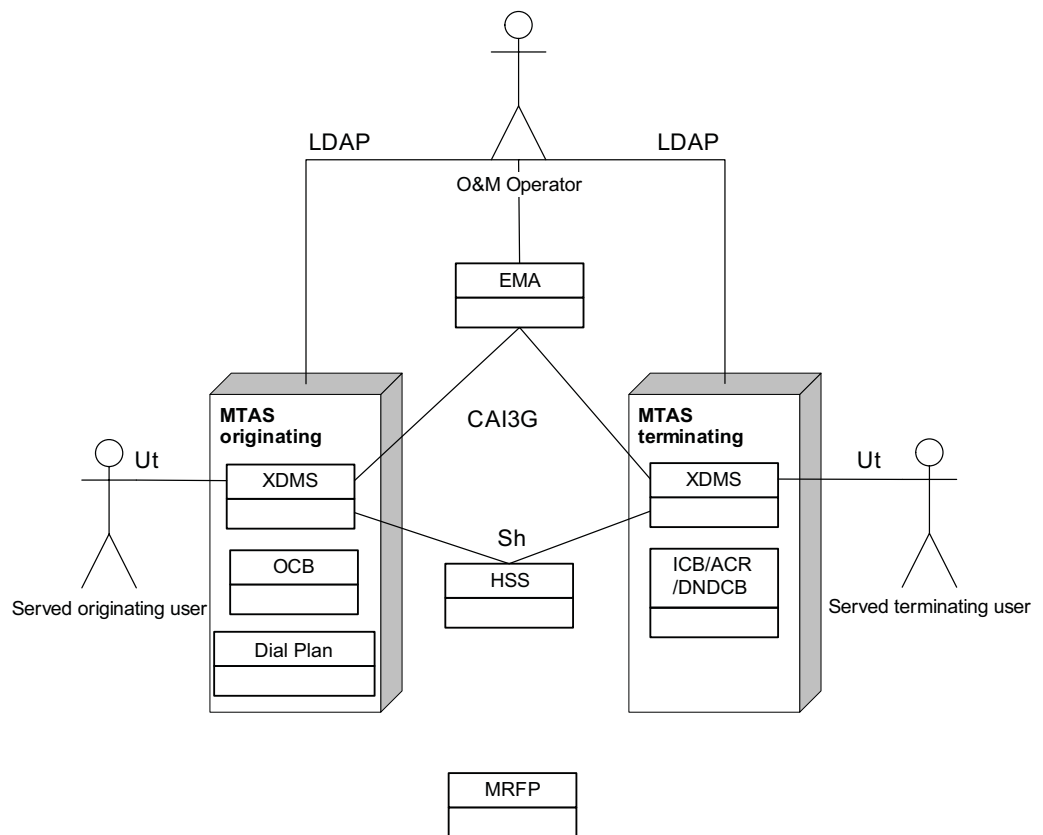 LDAP
LDAP
O&M Operator
EMA
MTAS
originating
CAI3G
MTAS
terminating
Ut
XDMS
XDMS
Ut
Sh
OCB
HSS
ICB/ACR
/DNDCB
Served originating user
Served terminating user
Dial Plan
MRFP